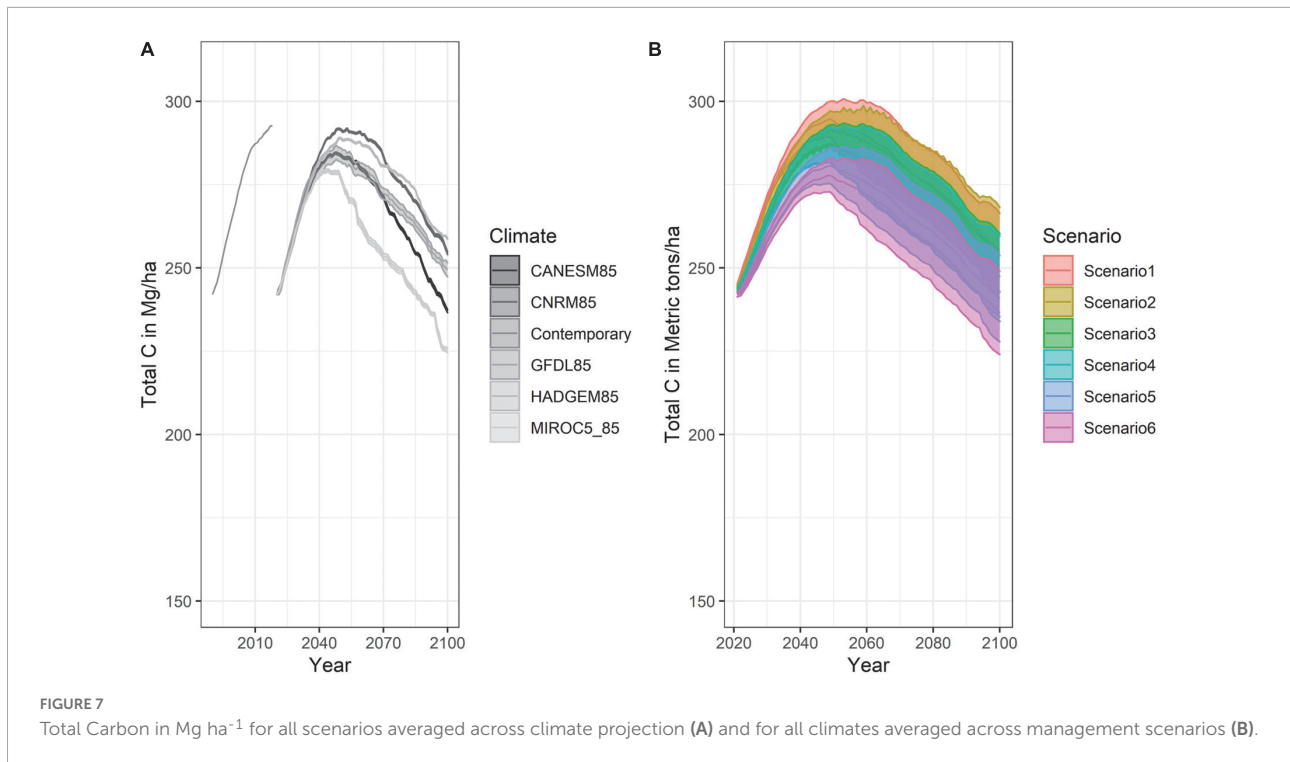 A
Total C in Mg/ha
300
250
200
150
2010
2040
2070
2100
Year
Climate
CANESM85
CNRM85
Contemporary
GFDL85
HADGEM85
MIROC5_85
B
Total C in Metric tons/ha
300
250
200
150
2020
2040
2060
2080
2100
Year
Scenario
Scenario1
Scenario2
Scenario3
Scenario4
Scenario5
Scenario6
FIGURE 7
Total Carbon in Mg ha⁻¹ for all scenarios averaged across climate projection (A) and for all climates averaged across management scenarios (B).